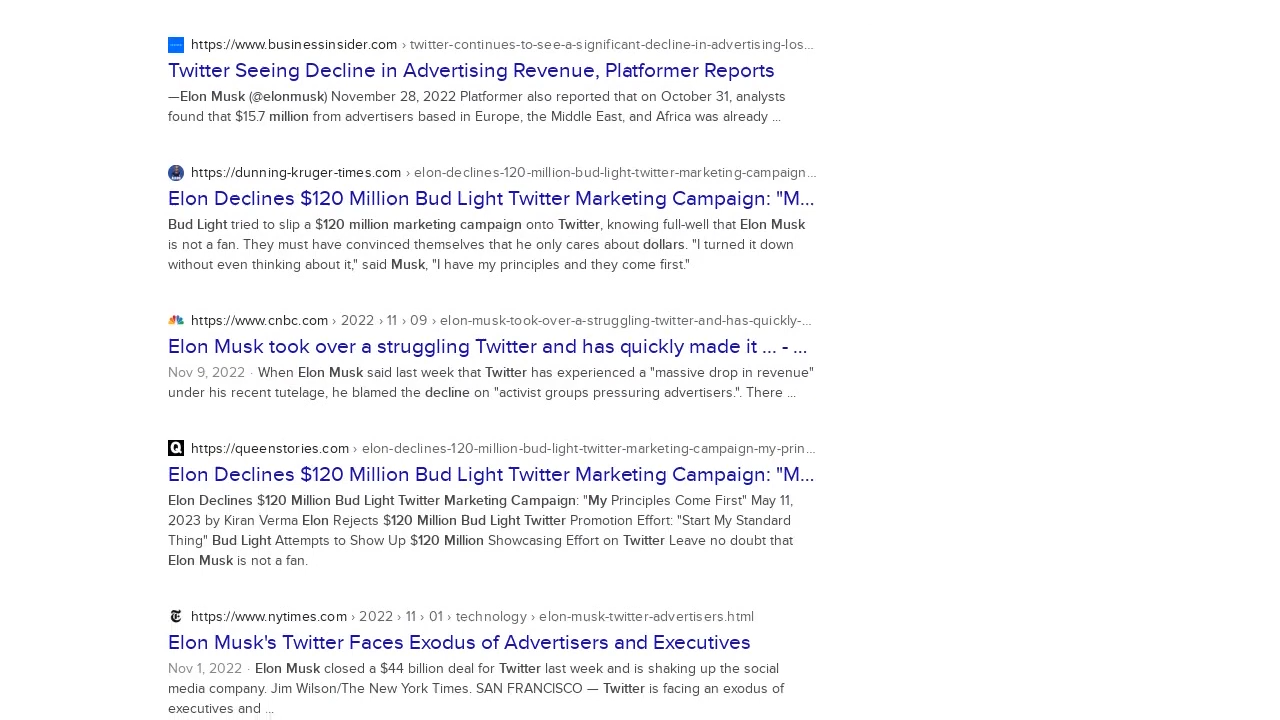 https://www.businessinsider.com › twitter-continues-to-see-a-significant-decline-in-advertising-los...
Twitter Seeing Decline in Advertising Revenue, Platformer Reports
—Elon Musk (@elonmusk) November 28, 2022 Platformer also reported that on October 31, analysts
found that $15.7 million from advertisers based in Europe, the Middle East, and Africa was already ...
https://dunning-kruger-times.com › elon-declines-120-million-bud-light-twitter-marketing-campaign...
Elon Declines $120 Million Bud Light Twitter Marketing Campaign: "M...
Bud Light tried to slip a $120 million marketing campaign onto Twitter, knowing full-well that Elon Musk
is not a fan. They must have convinced themselves that he only cares about dollars. "I turned it down
without even thinking about it," said Musk, "I have my principles and they come first."
https://www.cnbc.com › 2022 › 11 › 09 › elon-musk-took-over-a-struggling-twitter-and-has-quickly-...
Elon Musk took over a struggling Twitter and has quickly made it ... - ...
Nov 9, 2022 · When Elon Musk said last week that Twitter has experienced a "massive drop in revenue"
under his recent tutelage, he blamed the decline on "activist groups pressuring advertisers.". There ...
Q
https://queenstories.com › elon-declines-120-million-bud-light-twitter-marketing-campaign-my-prin...
Elon Declines $120 Million Bud Light Twitter Marketing Campaign: "M...
Elon Declines $120 Million Bud Light Twitter Marketing Campaign: "My Principles Come First" May 11,
2023 by Kiran Verma Elon Rejects $120 Million Bud Light Twitter Promotion Effort: "Start My Standard
Thing" Bud Light Attempts to Show Up $120 Million Showcasing Effort on Twitter Leave no doubt that
Elon Musk is not a fan.
T
https://www.nytimes.com › 2022 › 11 › 01 › technology › elon-musk-twitter-advertisers.html
Elon Musk's Twitter Faces Exodus of Advertisers and Executives
Nov 1, 2022 · Elon Musk closed a $44 billion deal for Twitter last week and is shaking up the social
media company. Jim Wilson/The New York Times. SAN FRANCISCO — Twitter is facing an exodus of
executives and ...